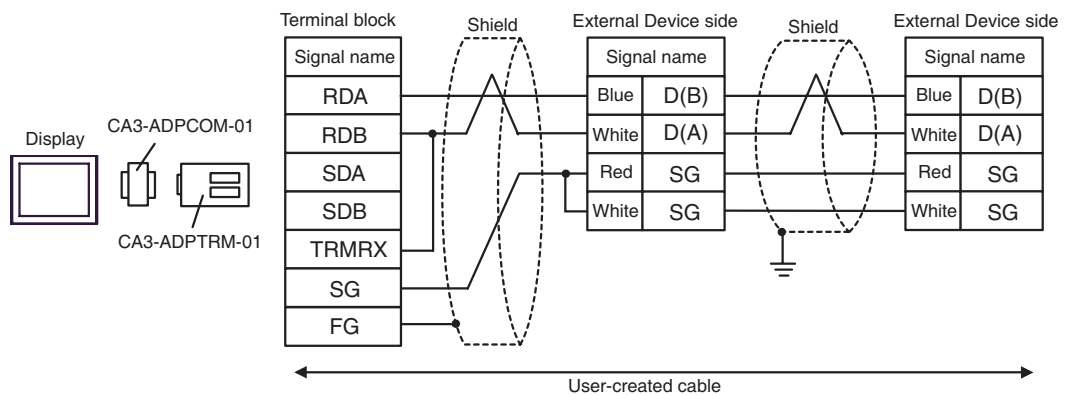 Display
CA3-ADPCOM-01
CA3-ADPTRM-01
Terminal block
Signal name
RDA
RDB
SDA
SDB
TRMRX
SG
FG
Shield
External Device side
Signal name
Blue D(B)
White D(A)
Red SG
White SG
Shield
External Device side
Signal name
Blue D(B)
White D(A)
Red SG
White SG
User-created cable